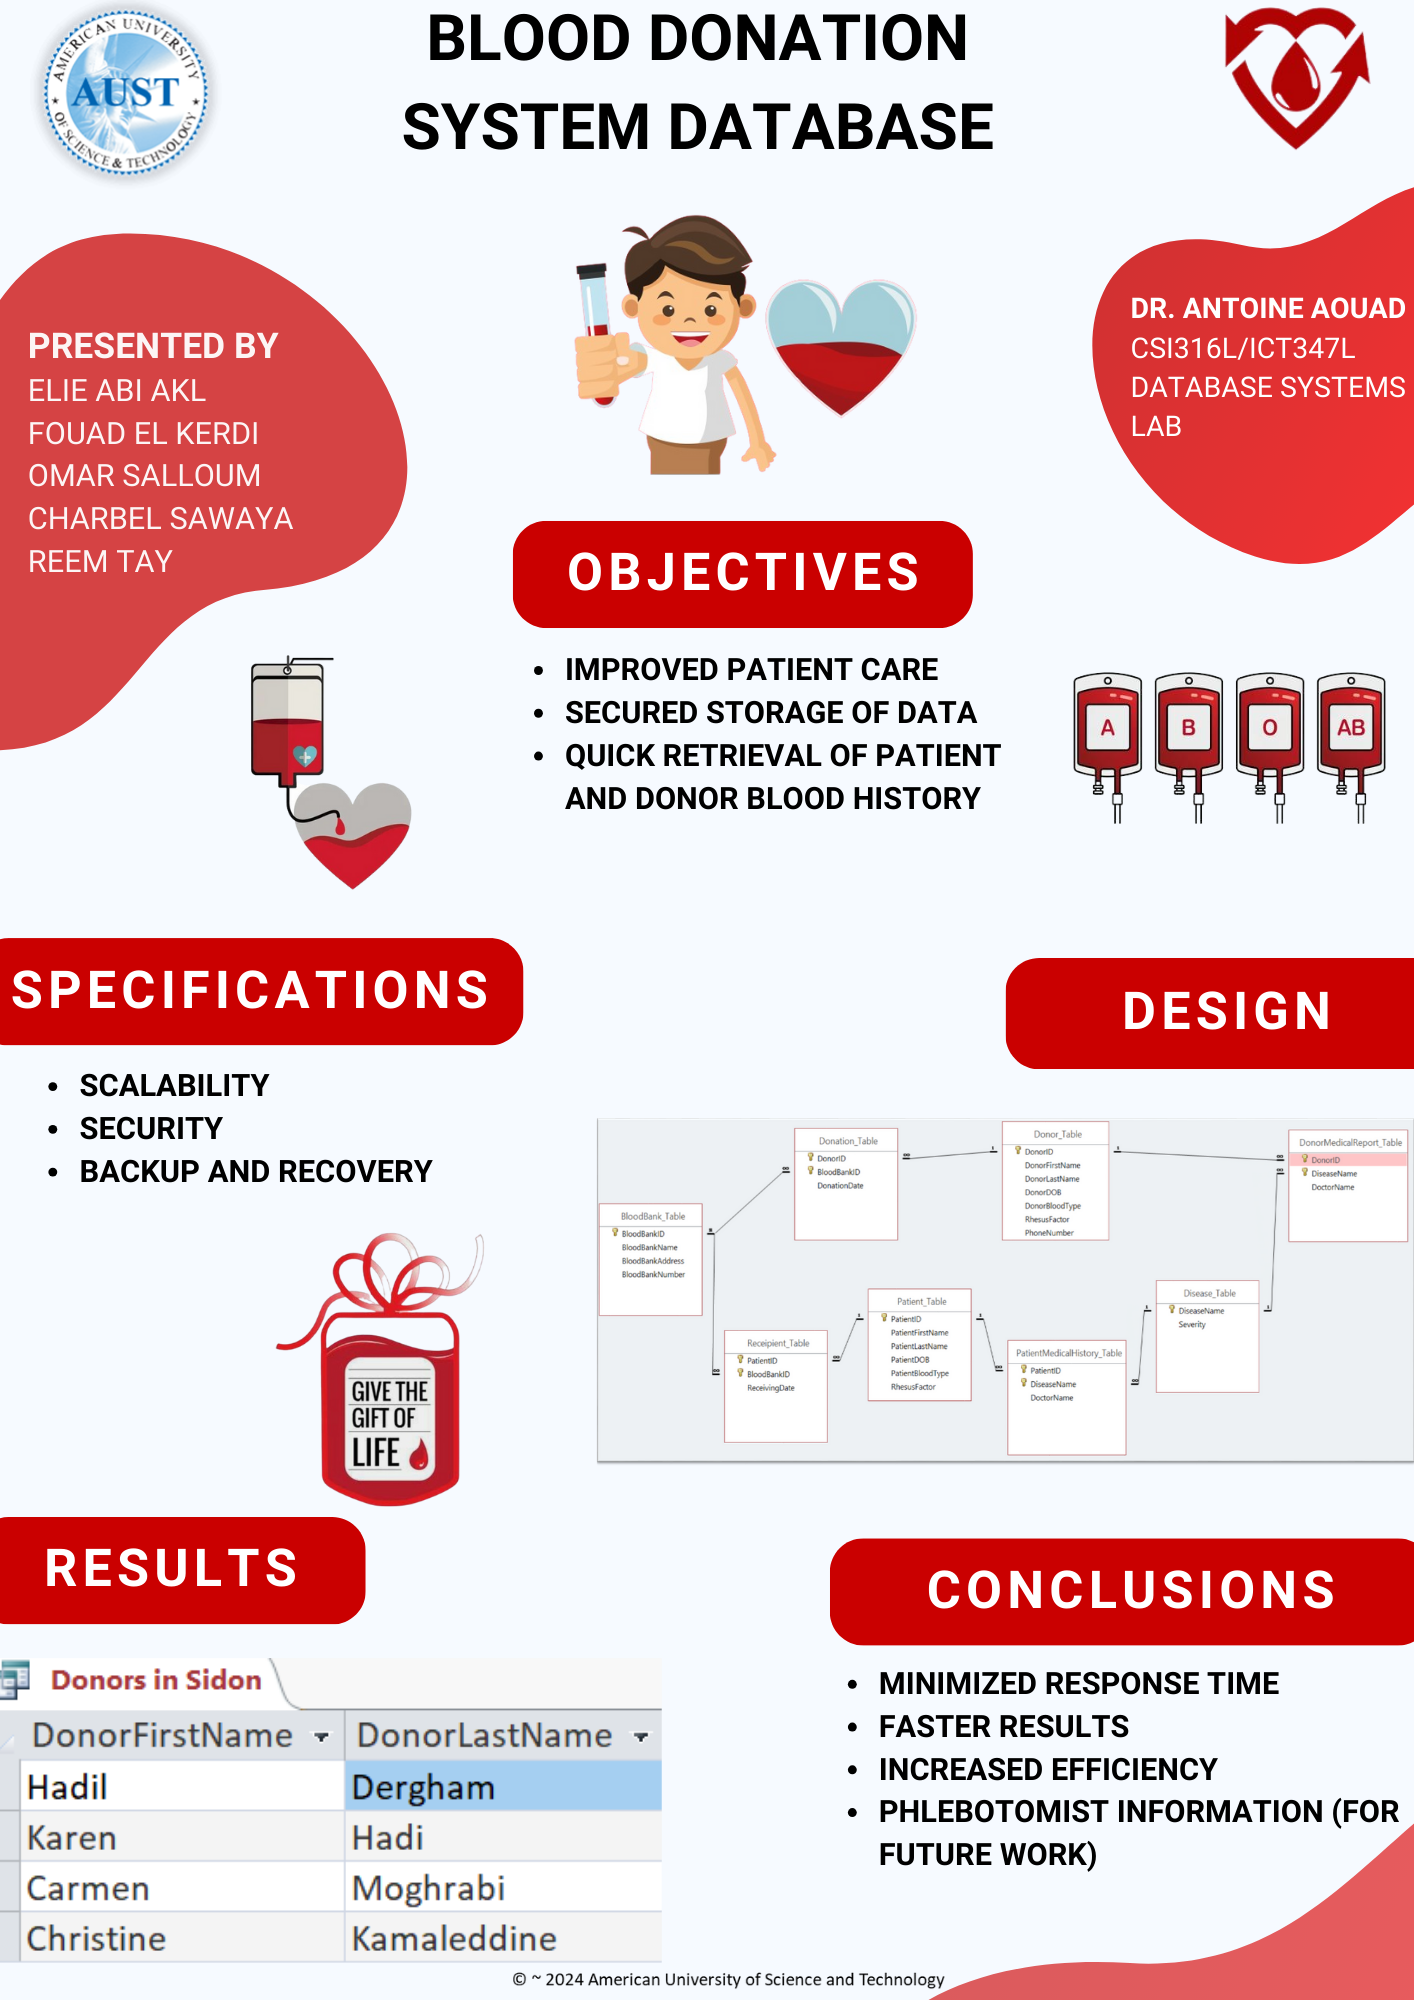 AMERICAN UNIVERSITY
AUST
OF SCIENCE & TECHNOLOGY
BLOOD DONATION
SYSTEM DATABASE
PRESENTED BY
ELIE ABI AKL
FOUAD EL KERDI
OMAR SALLOUM
CHARBEL SAWAYA
REEM TAY
DR. ANTOINE AOUAD
CSI316L/ICT347L
DATABASE SYSTEMS
LAB
OBJECTIVES
• IMPROVED PATIENT CARE
• SECURED STORAGE OF DATA
• QUICK RETRIEVAL OF PATIENT
AND DONOR BLOOD HISTORY
A
B
O
AB
SPECIFICATIONS
• SCALABILITY
• SECURITY
• BACKUP AND RECOVERY
GIVE THE
GIFT OF
LIFE
DESIGN
BloodBank_Table
BloodBankID
BloodBankName
BloodBankAddress
BloodBankNumber
Donation_Table
DonorID
BloodBankID
DonationDate
Donor_Table
DonorID
DonorFirstName
DonorLastName
DonorDOB
DonorBloodType
RhesusFactor
PhoneNumber
DonorMedicalReport_Table
DonorID
DiseaseName
DoctorName
Receipient_Table
PatientID
BloodBankID
ReceivingDate
Patient_Table
PatientID
PatientFirstName
PatientLastName
PatientDOB
PatientBloodType
RhesusFactor
PatientMedicalHistory_Table
PatientID
DiseaseName
DoctorName
Disease_Table
DiseaseName
Severity
RESULTS
Donors in Sidon
DonorFirstName DonorLastName
Hadil Dergham
Karen Hadi
Carmen Moghrabi
Christine Kamaleddine
CONCLUSIONS
• MINIMIZED RESPONSE TIME
• FASTER RESULTS
• INCREASED EFFICIENCY
• PHLEBOTOMIST INFORMATION (FOR
FUTURE WORK)
© ~ 2024 American University of Science and Technology